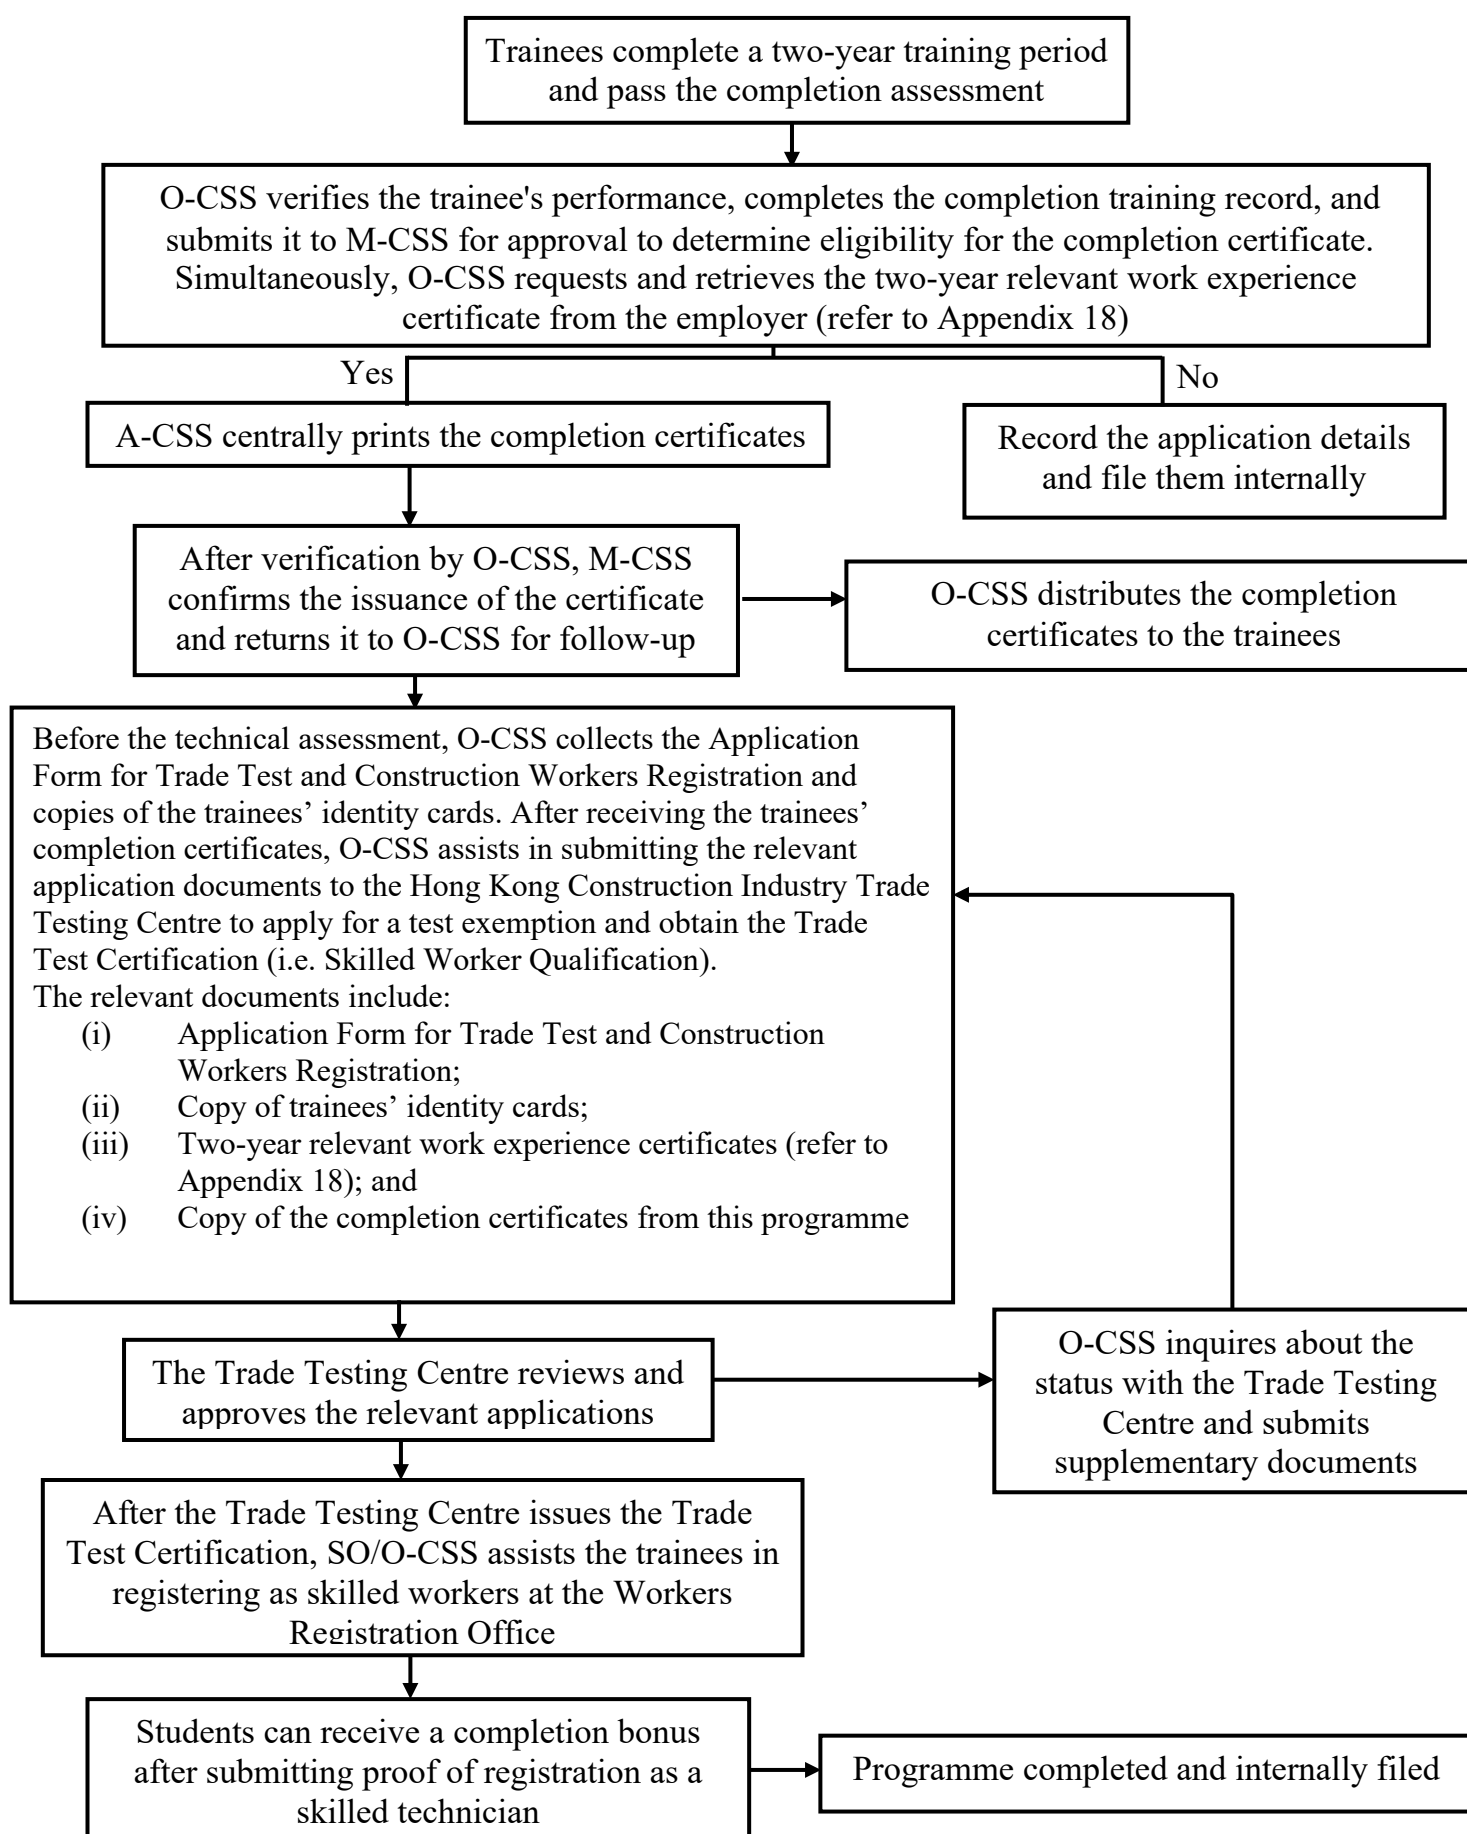 Trainees complete a two-year training period
and pass the completion assessment
O-CSS verifies the trainee's performance, completes the completion training record, and
submits it to M-CSS for approval to determine eligibility for the completion certificate.
Simultaneously, O-CSS requests and retrieves the two-year relevant work experience
certificate from the employer (refer to Appendix 18)
Yes
No
A-CSS centrally prints the completion certificates
Record the application details
and file them internally
After verification by O-CSS, M-CSS
confirms the issuance of the certificate
and returns it to O-CSS for follow-up
O-CSS distributes the completion
certificates to the trainees
Before the technical assessment, O-CSS collects the Application
Form for Trade Test and Construction Workers Registration and
copies of the trainees’ identity cards. After receiving the trainees’
completion certificates, O-CSS assists in submitting the relevant
application documents to the Hong Kong Construction Industry Trade
Testing Centre to apply for a test exemption and obtain the Trade
Test Certification (i.e. Skilled Worker Qualification).
The relevant documents include:
(i) Application Form for Trade Test and Construction
Workers Registration;
(ii) Copy of trainees’ identity cards;
(iii) Two-year relevant work experience certificates (refer to
Appendix 18); and
(iv) Copy of the completion certificates from this programme
The Trade Testing Centre reviews and
approves the relevant applications
O-CSS inquires about the
status with the Trade Testing
Centre and submits
supplementary documents
After the Trade Testing Centre issues the Trade
Test Certification, SO/O-CSS assists the trainees in
registering as skilled workers at the Workers
Registration Office
Students can receive a completion bonus
after submitting proof of registration as a
skilled technician
Programme completed and internally filed